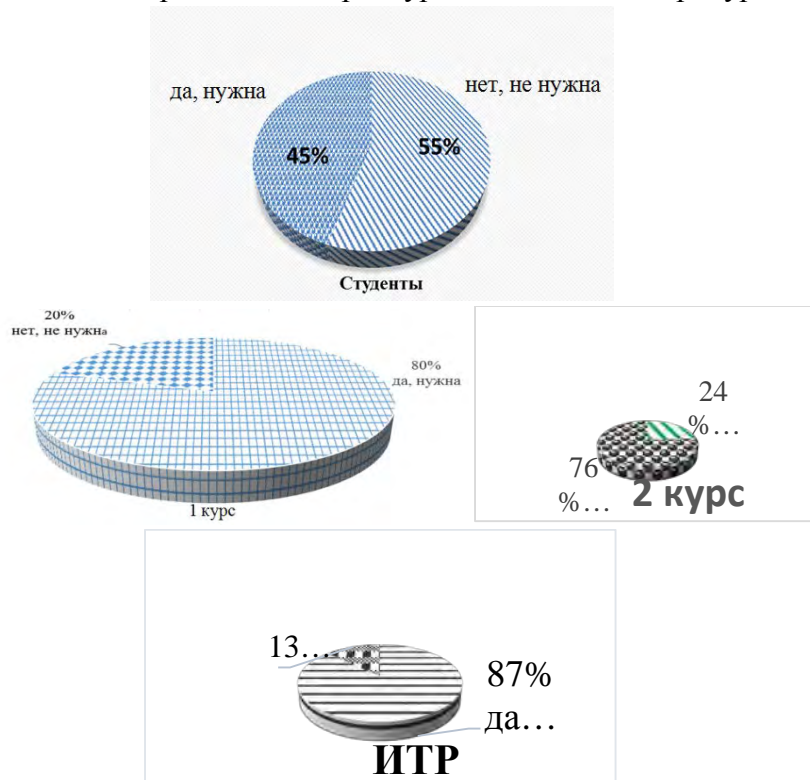 да, нужна
нет, не нужна
45%
55%
Студенты
20%
нет, не нужна
80%
да, нужна
1 курс
24
%...
76
%...
2 курс
13...
87%
да...
ИТР